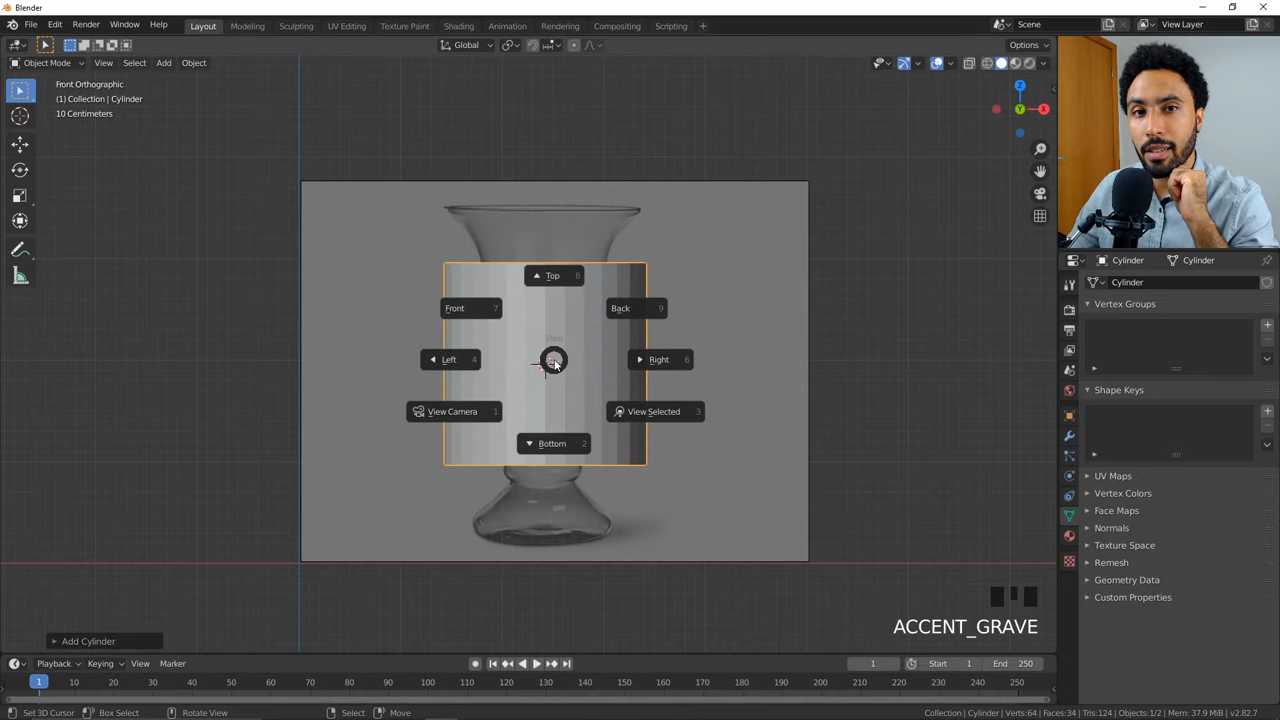 Blender
File Edit Render Window Help Layout Modeling Sculpting UV Editing Texture Paint Shading Animation Rendering Compositing Scripting + Scene View Layer
Global Options
Object Mode View Select Add Object
Front Orthographic
(1) Collection | Cylinder
10 Centimeters
Z
Y
X
Top 8
Front 7
Back 9
View
Left 4
Right 6
View Camera 1
View Selected 3
Bottom 2
Cylinder Cylinder
Cylinder
Vertex Groups
Shape Keys
UV Maps
Vertex Colors
Face Maps
Normals
Texture Space
Remesh
Geometry Data
Custom Properties
ACCENT_GRAVE
Add Cylinder
Playback Keying View Marker 1 Start 1 End 250
1 10 20 30 40 50 60 70 80 90 100 110 120 130 140 150 160 170 180 190 200 210 220 230 240 250
Set 3D Cursor Box Select Rotate View Select Move Collection | Cylinder | Verts:64 | Faces:34 | Tris:124 | Objects:1/2 | Mem: 37.9 MiB | v2.82.7